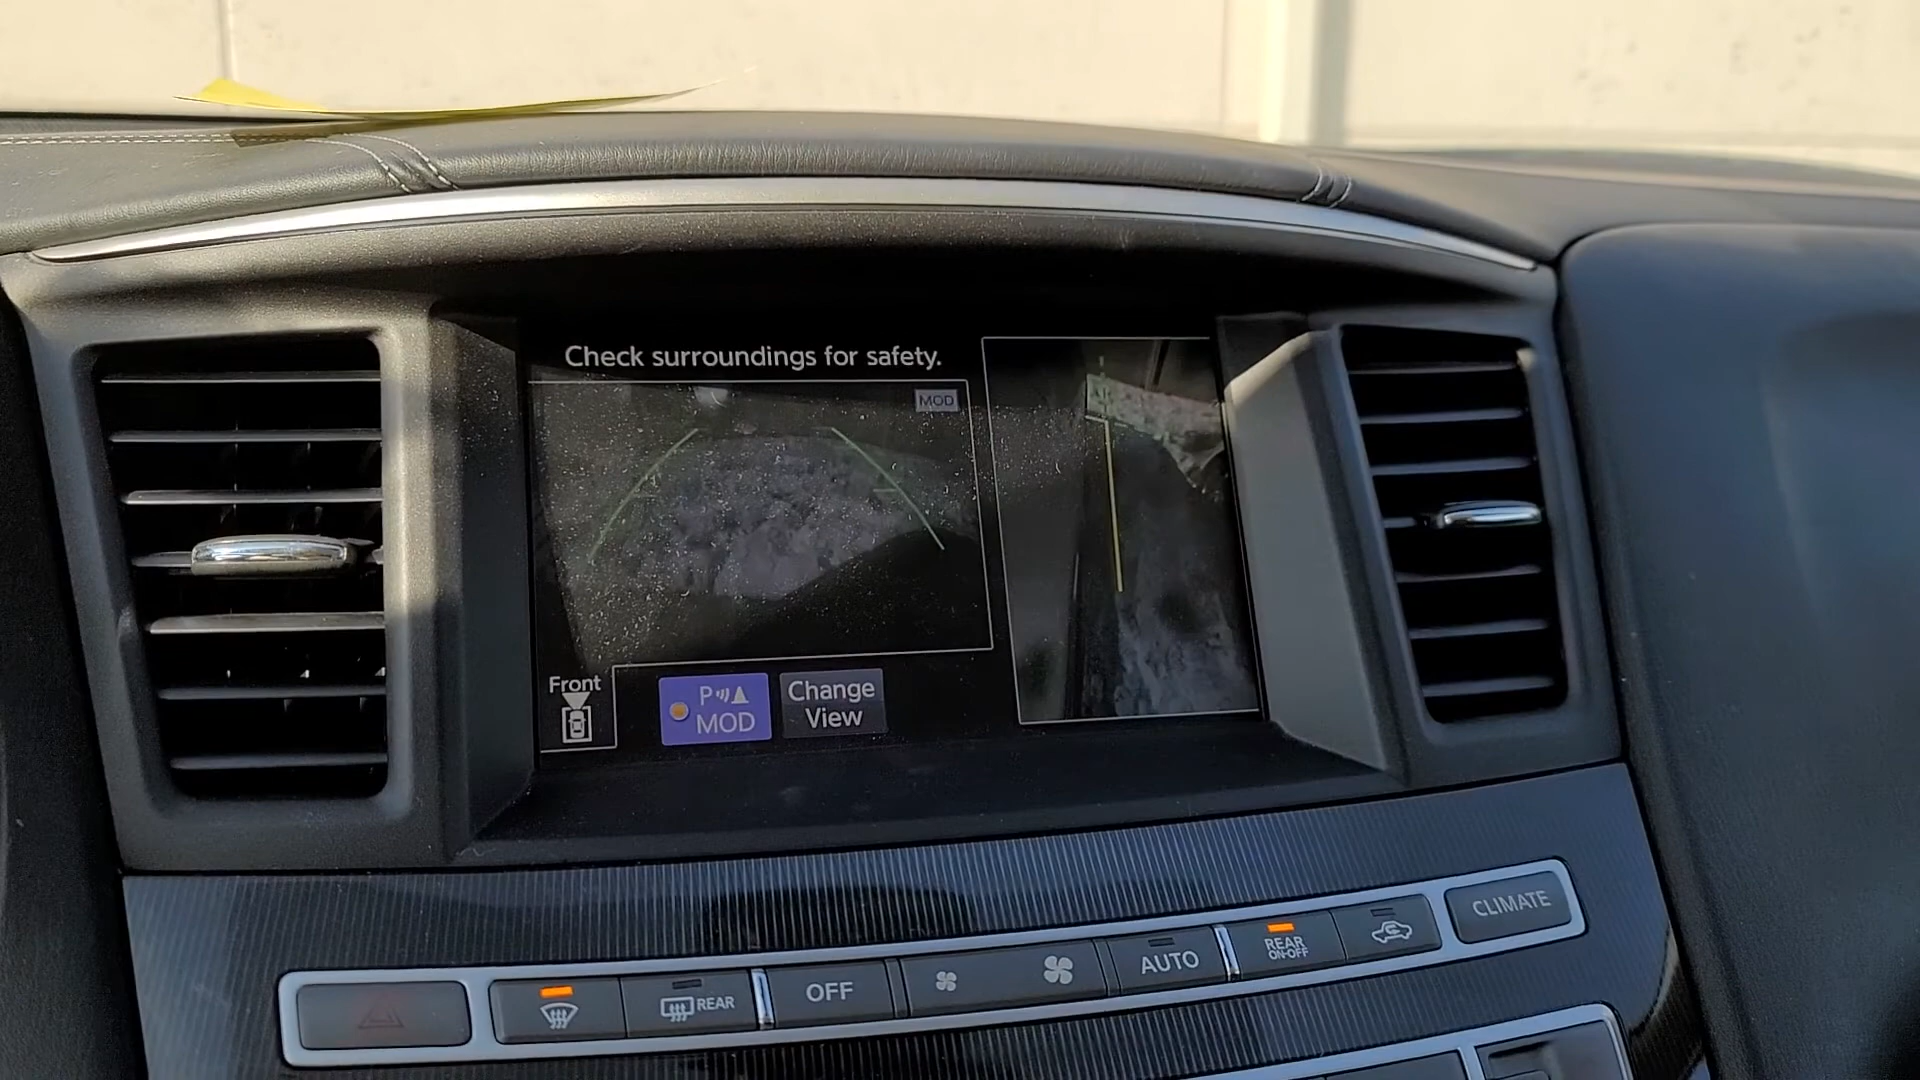 Check surroundings for safety.
MOD
Front
P
MOD
Change
View
CLIMATE
REAR
ON·OFF
AUTO
OFF
REAR